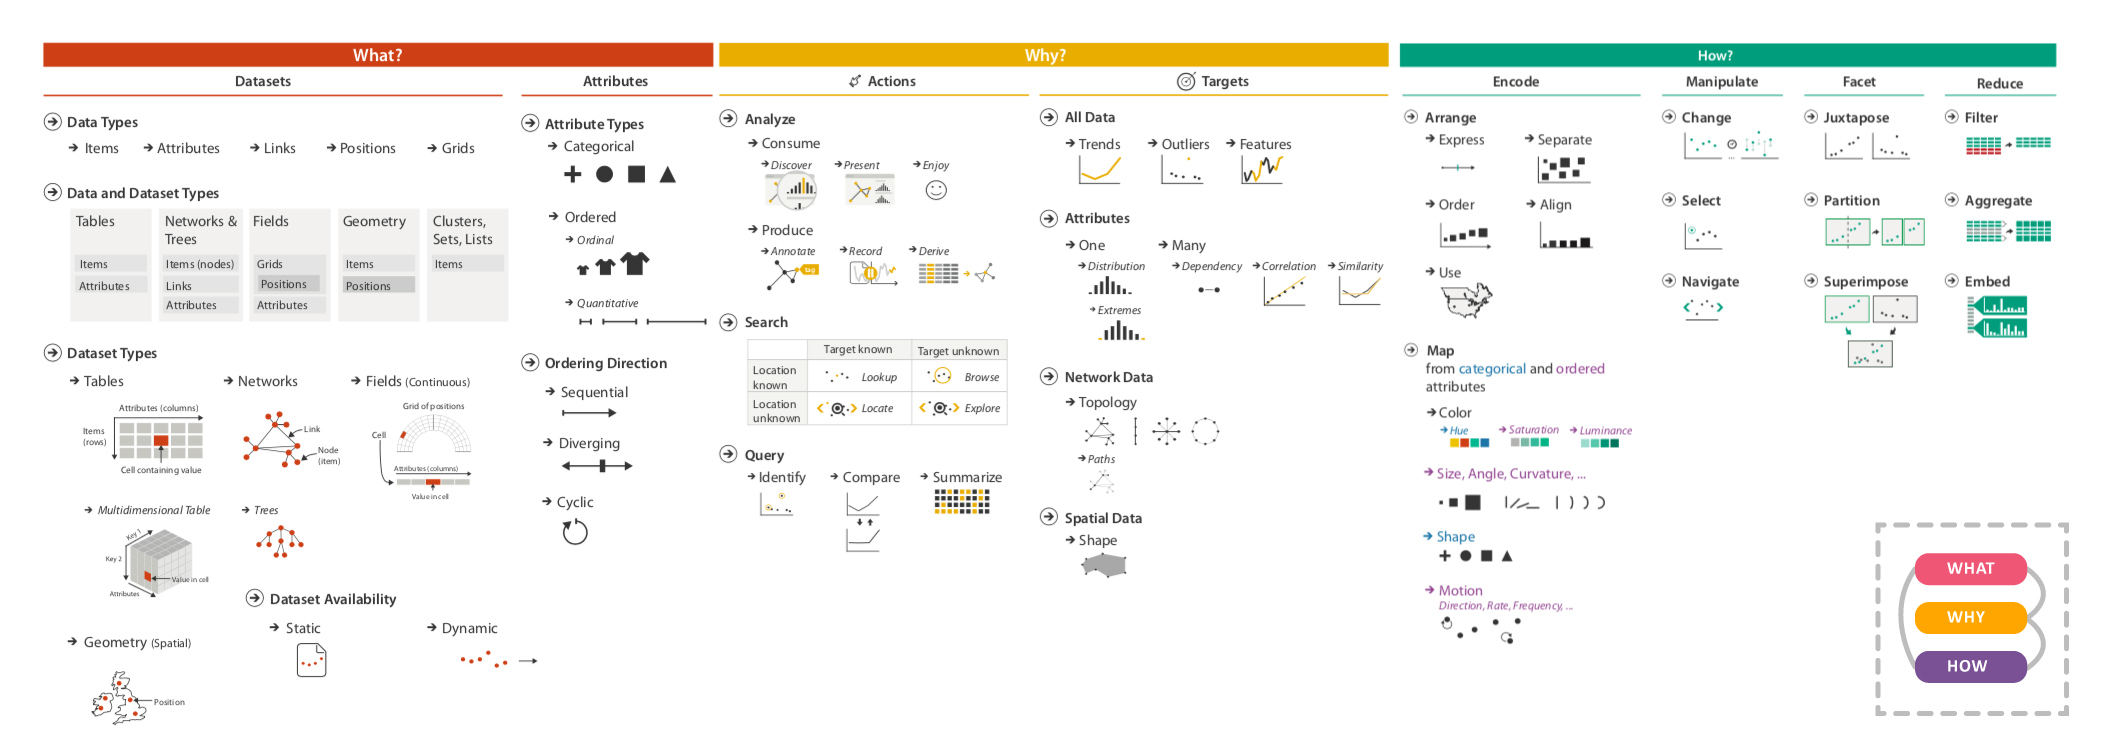 What?
Datasets
Attributes
Data Types
Items
Attributes
Links
Positions
Grids
Data and Dataset Types
Tables
Items
Attributes
Networks &
Trees
Items (nodes)
Links
Attributes
Fields
Grids
Positions
Attributes
Geometry
Items
Positions
Clusters,
Sets, Lists
Items
Dataset Types
Tables
Attributes (columns)
Items
(rows)
Cell containing value
Networks
Link
Node
(item)
Fields (Continuous)
Grid of positions
Cell
Attributes (columns)
Value in cell
Multidimensional Table
Key 1
Key 2
Value in cell
Attributes
Trees
Geometry (Spatial)
Position
Dataset Availability
Static
Dynamic
Attribute Types
Categorical
Ordered
Ordinal
Quantitative
Ordering Direction
Sequential
Diverging
Cyclic
Why?
Actions
Targets
Analyze
Consume
Discover
Present
Enjoy
Produce
Annotate
Record
Derive
tag
Search
Target known
Target unknown
Location
known
Lookup
Browse
Location
unknown
Locate
Explore
Query
Identify
Compare
Summarize
All Data
Trends
Outliers
Features
Attributes
One
Many
Distribution
Dependency
Correlation
Similarity
Extremes
Network Data
Topology
Paths
Spatial Data
Shape
How?
Encode
Manipulate
Facet
Reduce
Arrange
Express
Separate
Order
Align
Use
Map
from categorical and ordered
attributes
Color
Hue
Saturation
Luminance
Size, Angle, Curvature, ...
Shape
Motion
Direction, Rate, Frequency, ...
Change
Select
Navigate
Juxtapose
Partition
Superimpose
Filter
Aggregate
Embed
WHAT
WHY
HOW